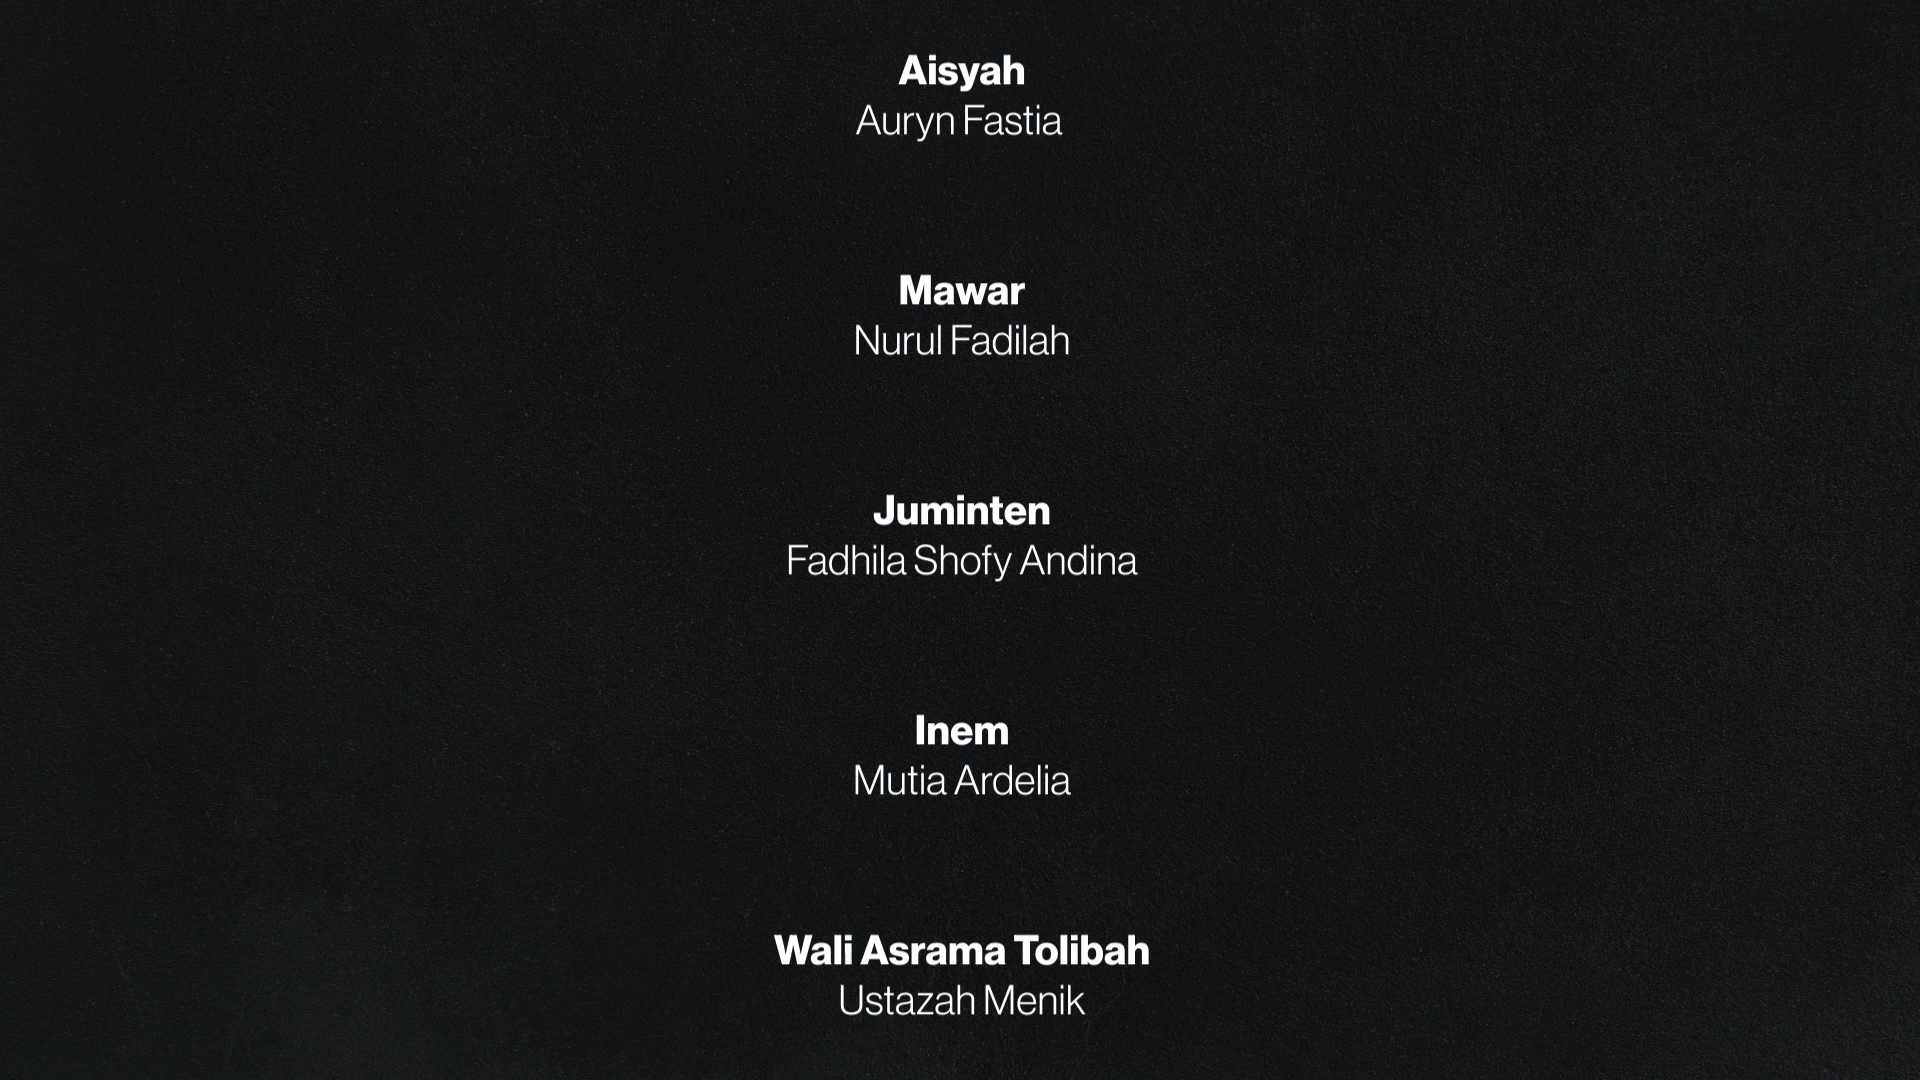 Aisyah
Auryn Fastia
Mawar
Nurul Fadilah
Juminten
Fadhila Shofy Andina
Inem
Mutia Ardelia
Wali Asrama Tolibah
Ustazah Menik